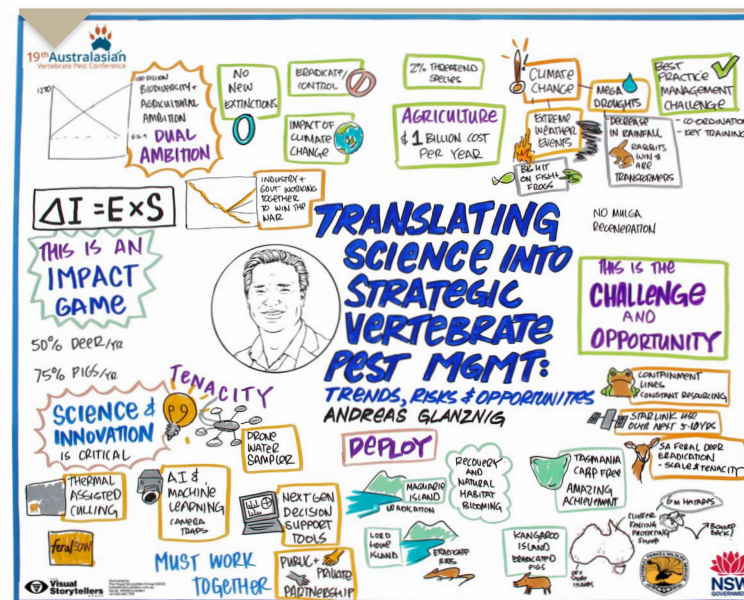 19th Australasian
Vertebrate Pest Conference
1250
BIODIVERSITY +
AGRICULTURAL
AMBITION
DUAL
AMBITION
NO
NEW
EXTINCTIONS
0
ERADICATE/
CONTROL
IMPACT OF
CLIMATE
CHANGE
2% THREATEND
SPECIES
AGRICULTURE
$1 BILLION COST
PER YEAR
CLIMATE
CHANGE
MEGA
DROUGHTS
EXTREME
WEATHER
EVENTS
DECREASE
IN RAINFALL
RABBITS
WIN &
ARE
TRANSFORMERS
BIG HIT
ON FISH +
FROGS
BEST
PRACTICE
MANAGEMENT
CHALLENGE
- CO-ORDINATION
- KEY TRAINING
ΔI = E x S
INDUSTRY +
GOVT WORKING
TOGETHER
TO WIN THE
WAR
NO MULGA
REGENERATION
THIS IS AN
IMPACT
GAME
50% DEER/YR
75% PIGS/YR
TRANSLATING
SCIENCE INTO
STRATEGIC
VERTEBRATE
PEST MGMT:
TRENDS, RISKS & OPPORTUNITIES
ANDREAS GLANZNIG
THIS IS THE
CHALLENGE
AND
OPPORTUNITY
TENACITY
SCIENCE &
INNOVATION
IS CRITICAL
DRONE
WATER
SAMPLER
THERMAL
ASSISTED
CULLING
feralSCAN
A.I &
MACHINE
LEARNING
CAMERA
TRAPS
NEXT GEN
DECISION
SUPPORT
TOOLS
MUST WORK
TOGETHER
PUBLIC +
PRIVATE
PARTNERSHIP
DEPLOY
MACQUARIE
ISLAND
ERADICATION
RECOVERY
AND
NATURAL
HABITAT
BLOOMING
LORD
HOWE
ISLAND
ERADICATE
RATS
TASMANIA
CARP FREE
AMAZING
ACHIEVEMENT
KANGAROO
ISLAND
ERADICATED
PIGS
CONTAINMENT
LINES
CONSTANT RESOURCING
STARLINK USE
OVER NEXT 5-10YRS
SA FERAL DEER
ERADICATION
- SCALE & TENACITY
CLUSTER
FENCING
PROTECTING
SHEEP
BOUNCED
BACK!
Visual
Storytellers
NSW
GOVERNMENT